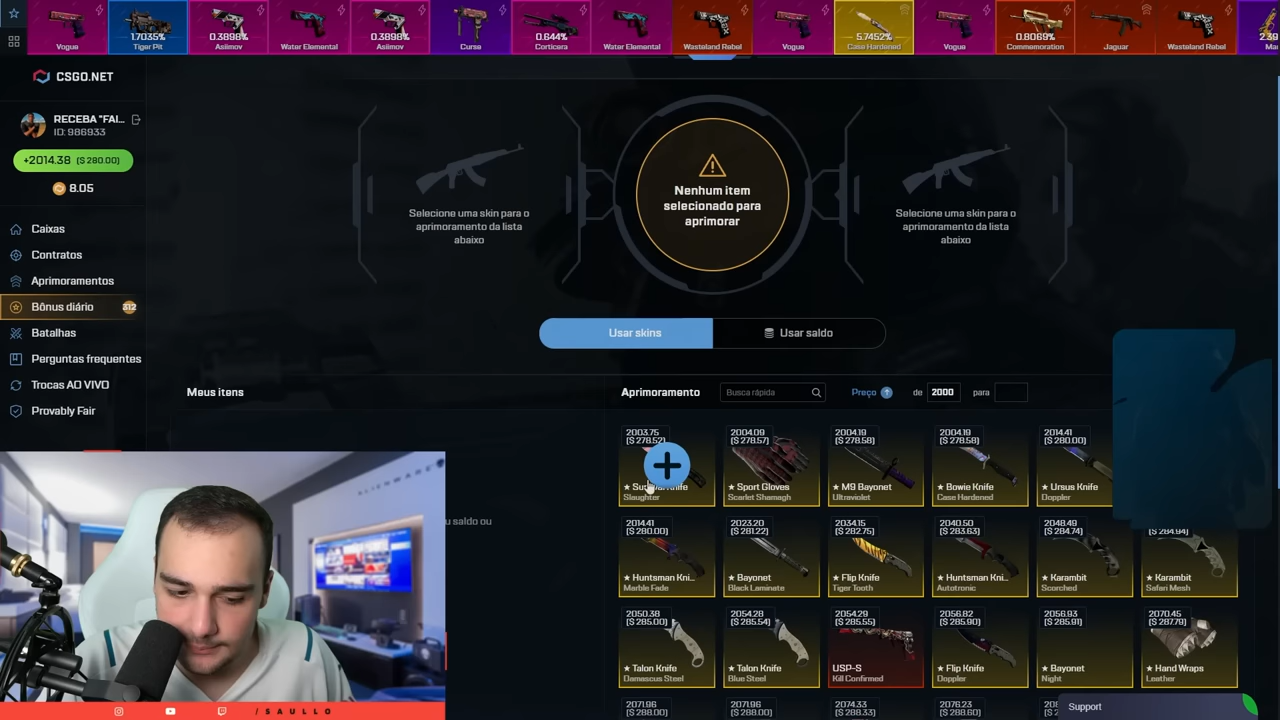 Vogue
1.7035%
Tiger Pit
0.3898%
Asiimov
Water Elemental
0.3898%
Asiimov
Curse
0.644%
Corticera
Water Elemental
Wasteland Rebel
Vogue
5.7452%
Case Hardened
Vogue
0.8069%
Commemoration
Jaguar
Wasteland Rebel
2.39
CSGO.NET
RECEBA "FAI...
ID: 986933
+2014.38 ($ 280.00)
8.05
Caixas
Contratos
Aprimoramentos
Bônus diário
312
Batalhas
Perguntas frequentes
Trocas AO VIVO
Provably Fair
Selecione uma skin para o
aprimoramento da lista
abaixo
Nenhum item
selecionado para
aprimorar
Selecione uma skin para o
aprimoramento da lista
abaixo
Usar skins
Usar saldo
Meus itens
Aprimoramento
Busca rápida
Preço
de
2000
para
u saldo ou
2003.75
($ 278.52)
Slaughter
2004.09
($ 278.57)
★ Sport Gloves
Scarlet Shamagh
2004.19
($ 278.58)
★ M9 Bayonet
Ultraviolet
2004.19
($ 278.58)
★ Bowie Knife
Case Hardened
2014.41
($ 280.00)
★ Ursus Knife
Doppler
2014.41
($ 280.00)
★ Huntsman Kni...
Marble Fade
2023.20
($ 281.22)
★ Bayonet
Black Laminate
2034.15
($ 282.75)
★ Flip Knife
Tiger Tooth
2040.50
($ 283.63)
★ Huntsman Kni...
Autotronic
2048.49
($ 284.74)
★ Karambit
Scorched
($ 284.94)
★ Karambit
Safari Mesh
2050.38
($ 285.00)
★ Talon Knife
Damascus Steel
2054.28
($ 285.54)
★ Talon Knife
Blue Steel
2054.29
($ 285.55)
USP-S
Kill Confirmed
2056.82
($ 285.90)
★ Flip Knife
Doppler
2056.93
($ 285.91)
★ Bayonet
Night
2070.45
($ 287.79)
★ Hand Wraps
Leather
2071.96
($ 288.00)
2071.96
($ 288.00)
2074.33
($ 288.33)
2076.23
($ 288.60)
Support
/SAULLO